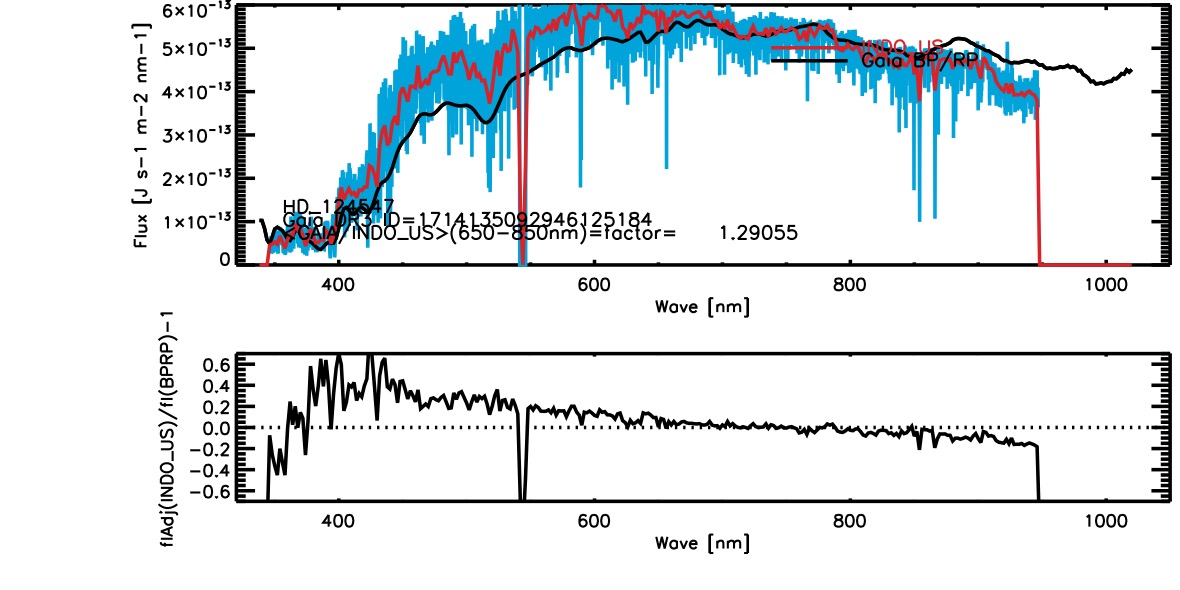 6×10−13
5×10−13
4×10−13
3×10−13
2×10−13
1×10−13
0
Flux [J s−1 m−2 nm−1]
INDO_US
Gaia BP/RP
HD_124547
Gaia DR3 ID=1714135092946125184
<GAIA/INDO_US>(650−850nm)=factor= 1.29055
400 600 800 1000
Wave [nm]
flAdj(INDO_US)/fl(BPRP)−1
0.6
0.4
0.2
0.0
−0.2
−0.4
−0.6
400 600 800 1000
Wave [nm]